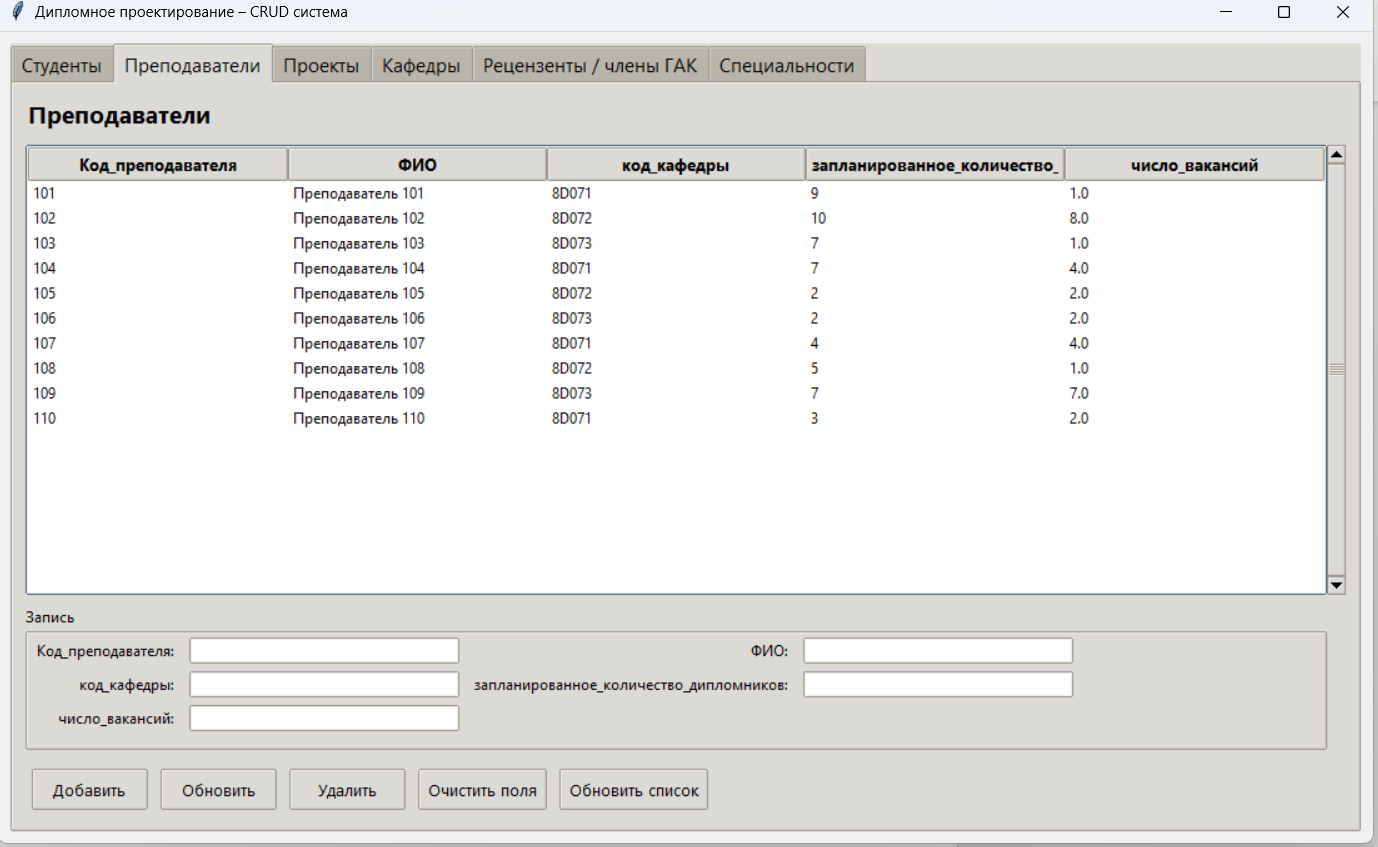 Дипломное проектирование – CRUD система
Студенты Преподаватели Проекты Кафедры Рецензенты / члены ГАК Специальности
Преподаватели
Код_преподавателя ФИО код_кафедры запланированное_количество_ число_вакансий
101 Преподаватель 101 8D071 9 1.0
102 Преподаватель 102 8D072 10 8.0
103 Преподаватель 103 8D073 7 1.0
104 Преподаватель 104 8D071 7 4.0
105 Преподаватель 105 8D072 2 2.0
106 Преподаватель 106 8D073 2 2.0
107 Преподаватель 107 8D071 4 4.0
108 Преподаватель 108 8D072 5 1.0
109 Преподаватель 109 8D073 7 7.0
110 Преподаватель 110 8D071 3 2.0
Запись
Код_преподавателя: ФИО:
код_кафедры: запланированное_количество_дипломников:
число_вакансий:
Добавить Обновить Удалить Очистить поля Обновить список